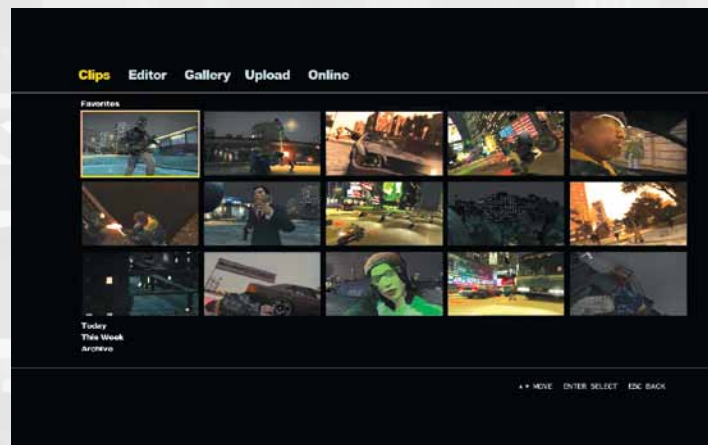 Clips Editor Gallery Upload Online
Favorites
Today
This Week
Archive
MOVE ENTER SELECT ESC BACK